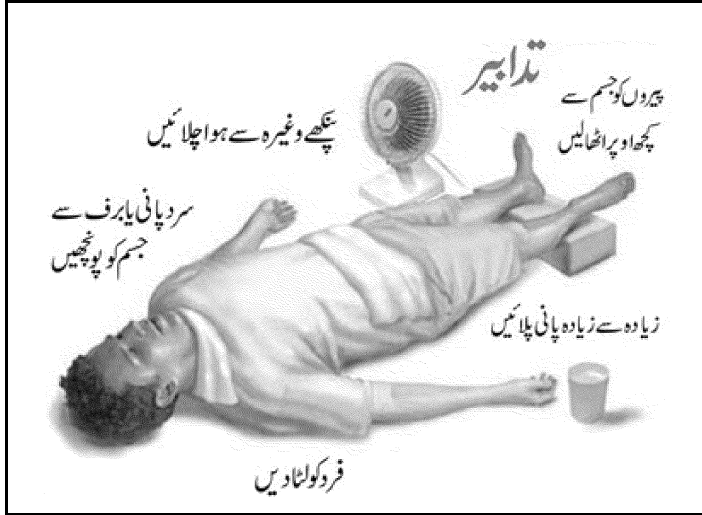 تدابیر
پیروں کو جسم سے
کچھ اوپر اٹھالیں
پنکھے وغیرہ سے ہوا چلائیں
سرد پانی یا برف سے
جسم کو پونچھیں
زیادہ سے زیادہ پانی پلائیں
فرد کو لٹا دیں